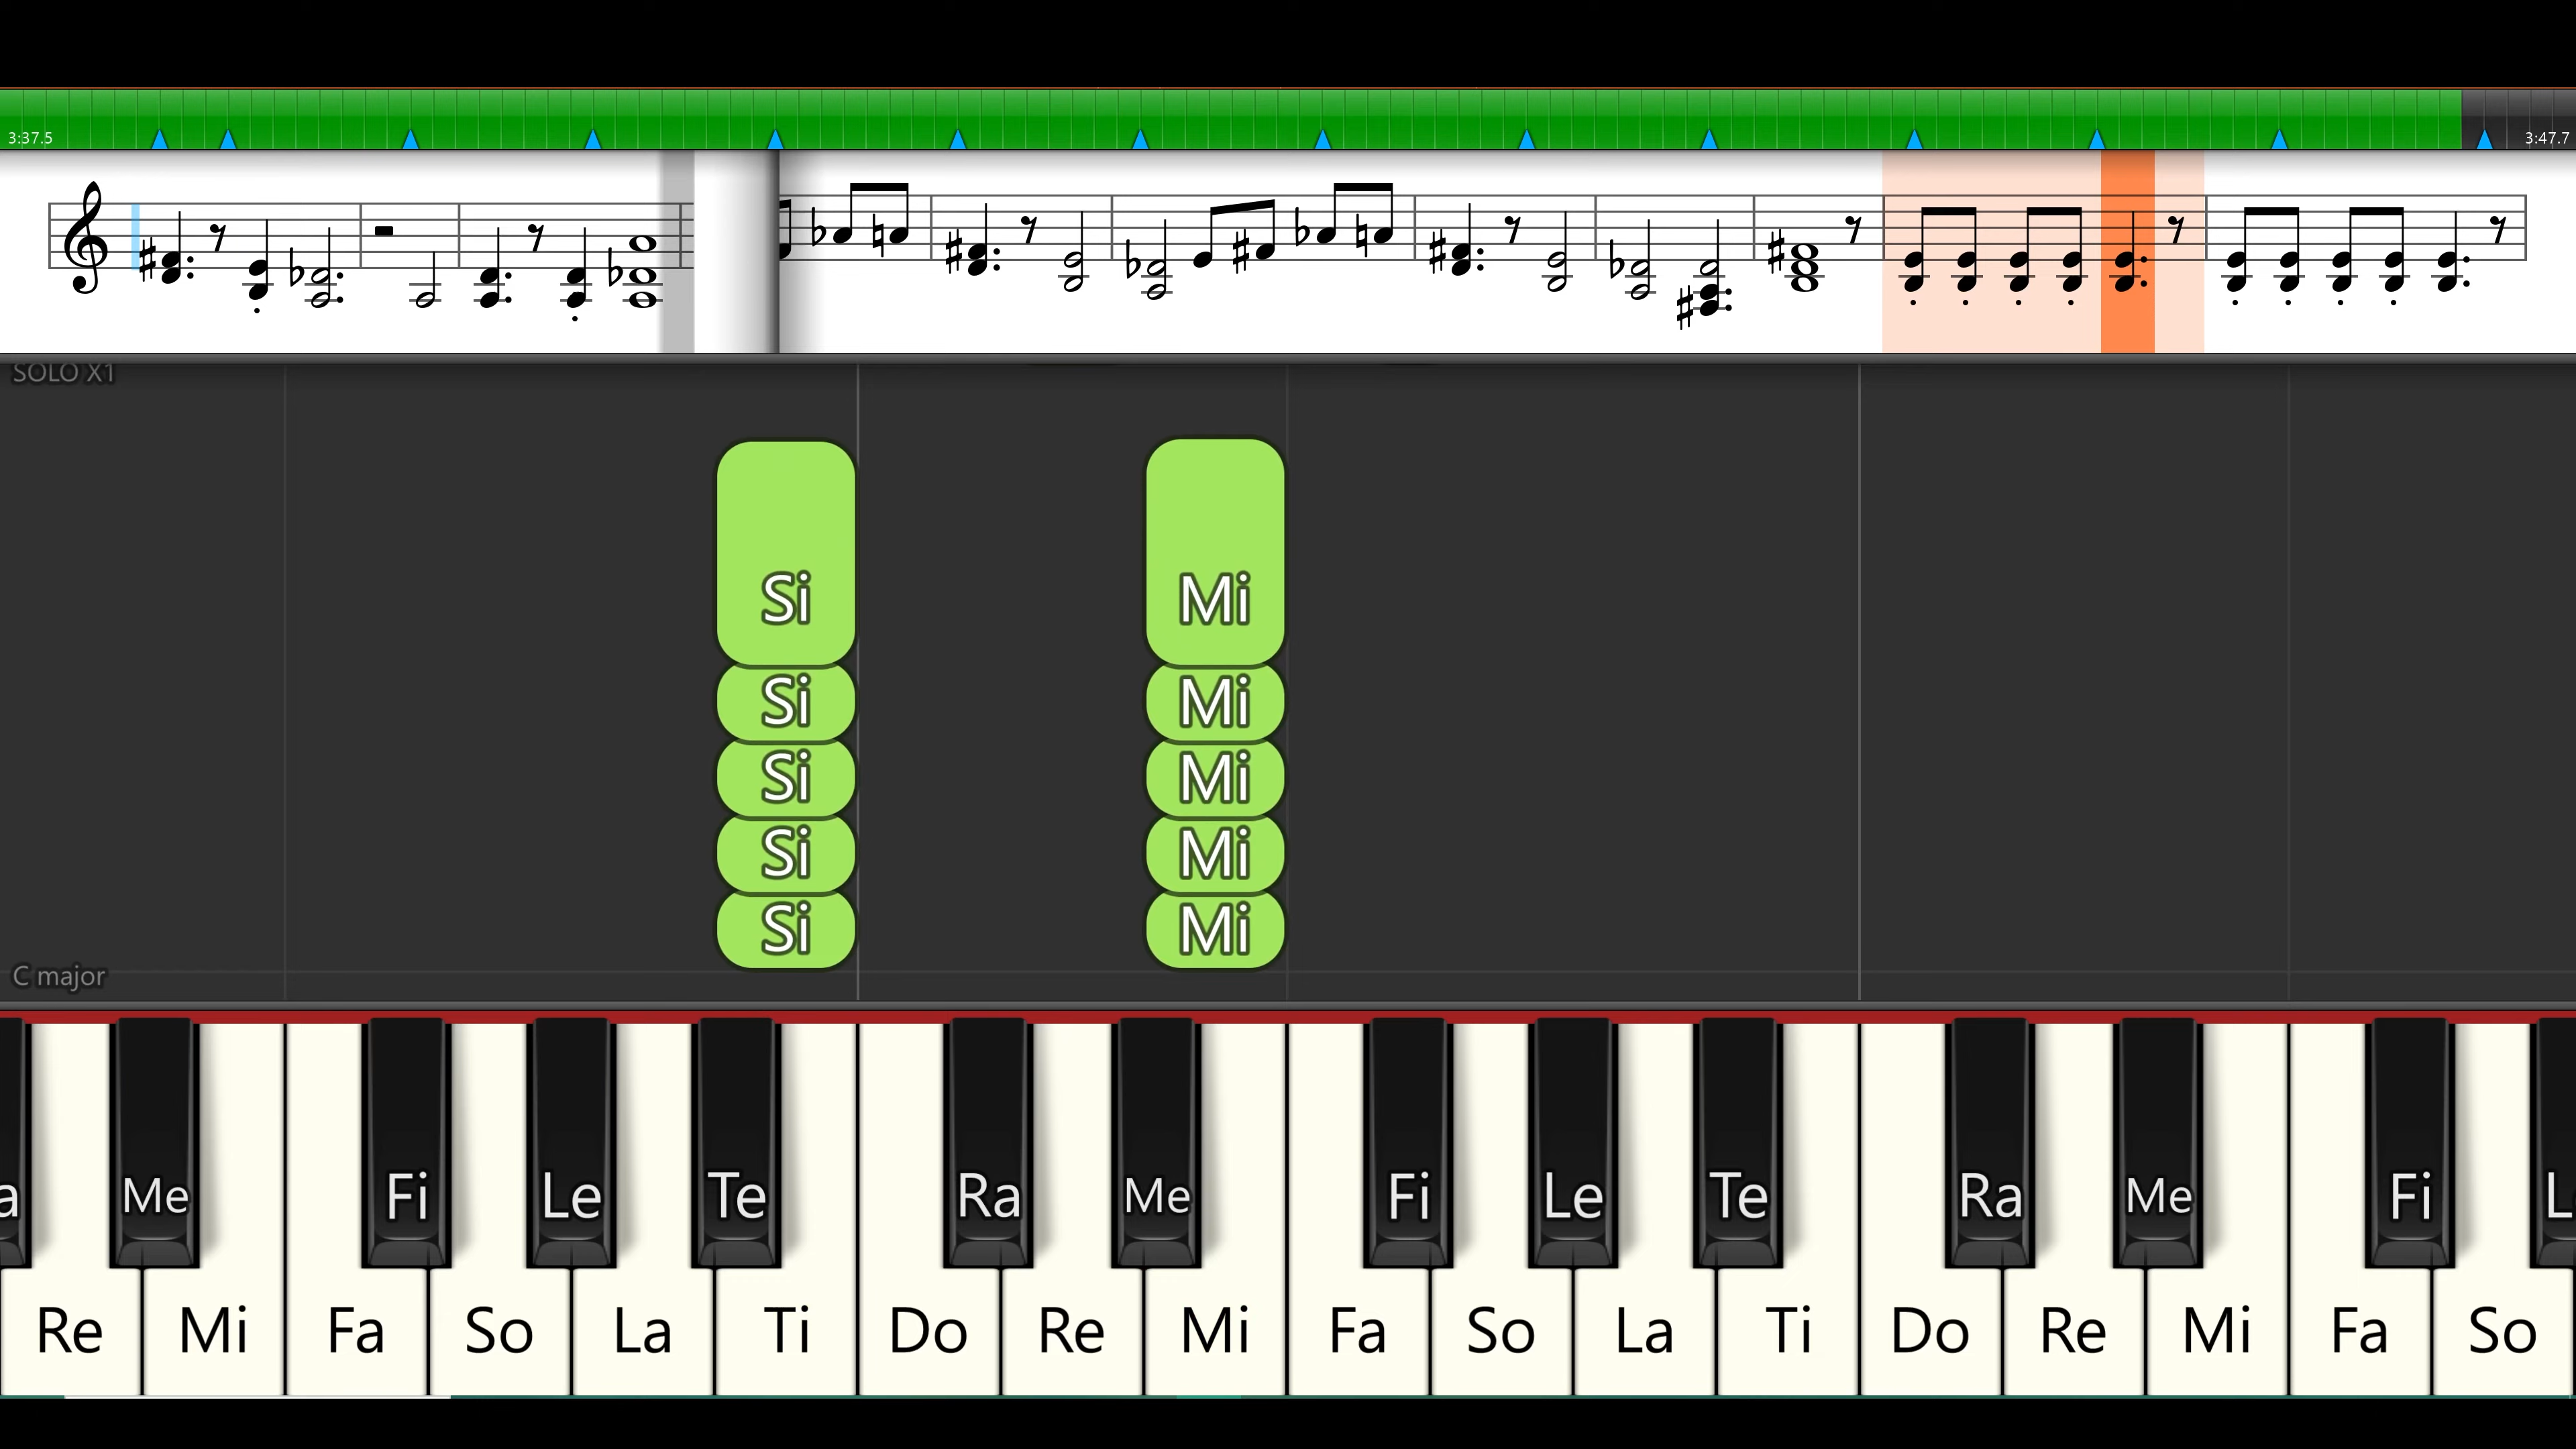 3:37.5 3:47.7
SOLO X1
Si Mi
Si Mi
Si Mi
Si Mi
Si Mi
C major
a Me Fi Le Te Ra Me Fi Le Te Ra Me Fi L
Re Mi Fa So La Ti Do Re Mi Fa So La Ti Do Re Mi Fa So